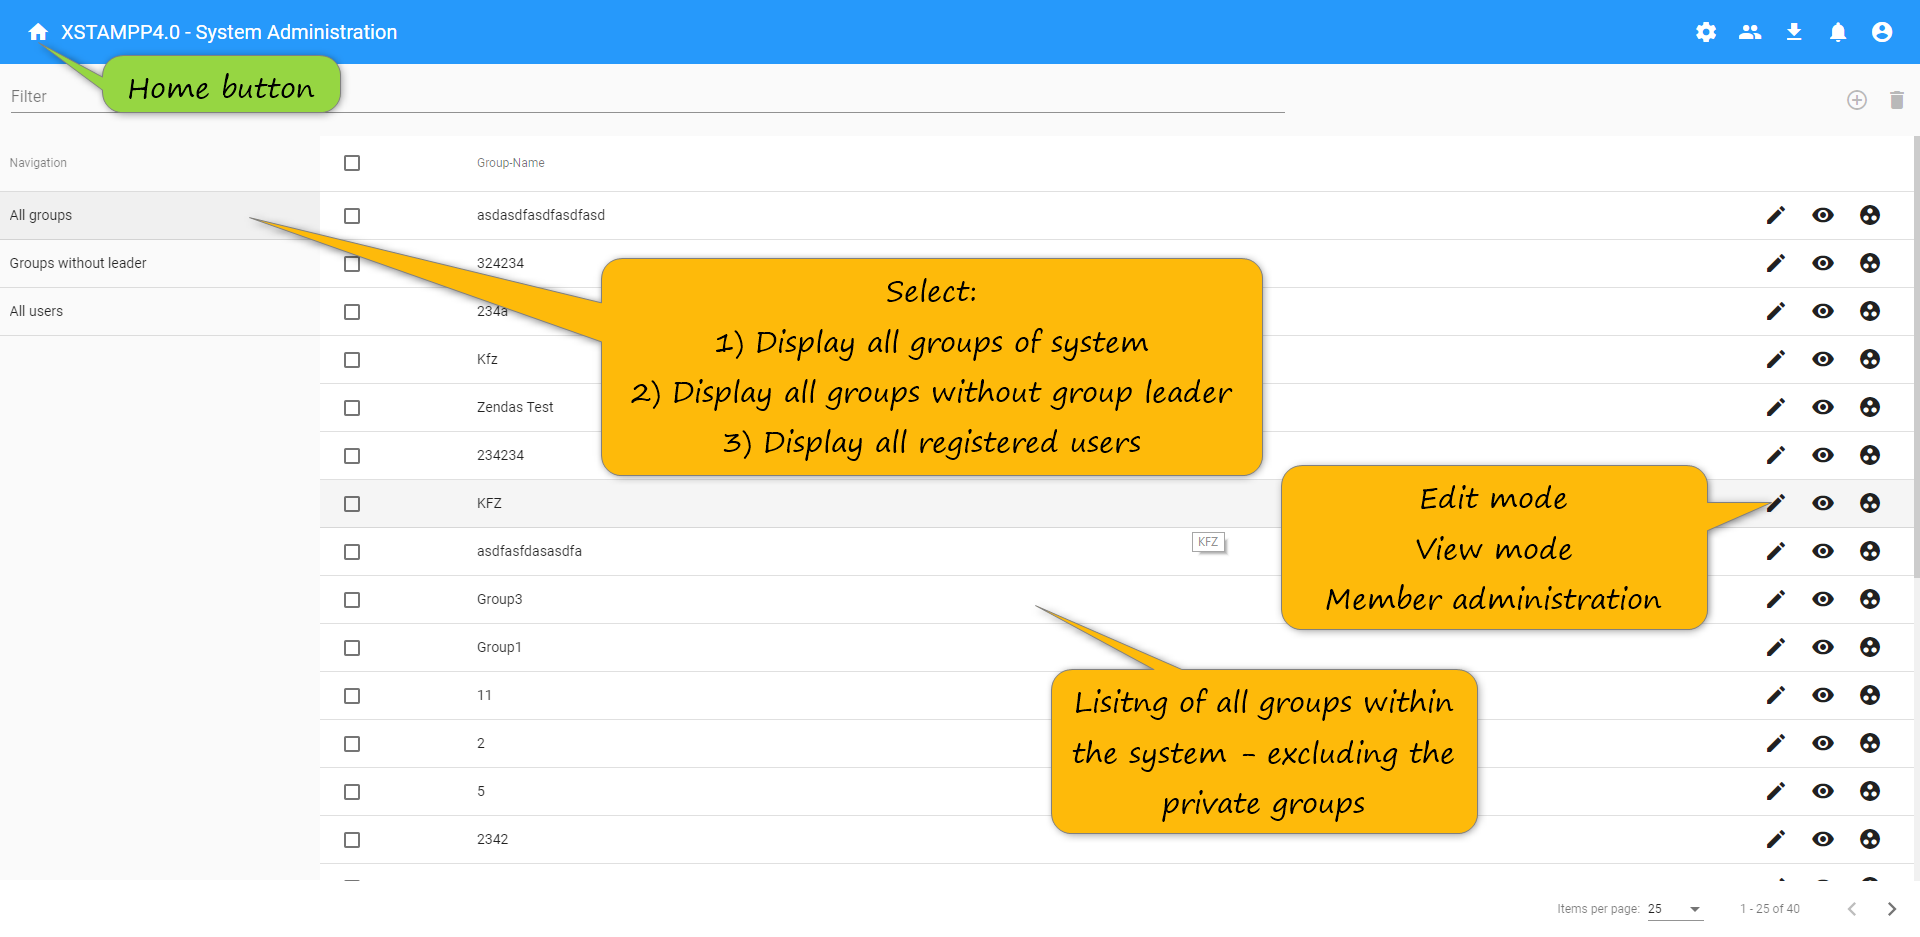 XSTAMPP4.0 - System Administration
Home button
Filter
Navigation
Group-Name
All groups
asdasdfasdfasdfasd
Groups without leader
324234
All users
234a
Kfz
Zendas Test
234234
KFZ
asdfasfdasasdfa
Group3
Group1
11
2
5
2342
Select:
1) Display all groups of system
2) Display all groups without group leader
3) Display all registered users
Edit mode
View mode
Member administration
KFZ
Lisitng of all groups within
the system - excluding the
private groups
Items per page: 25
1 - 25 of 40